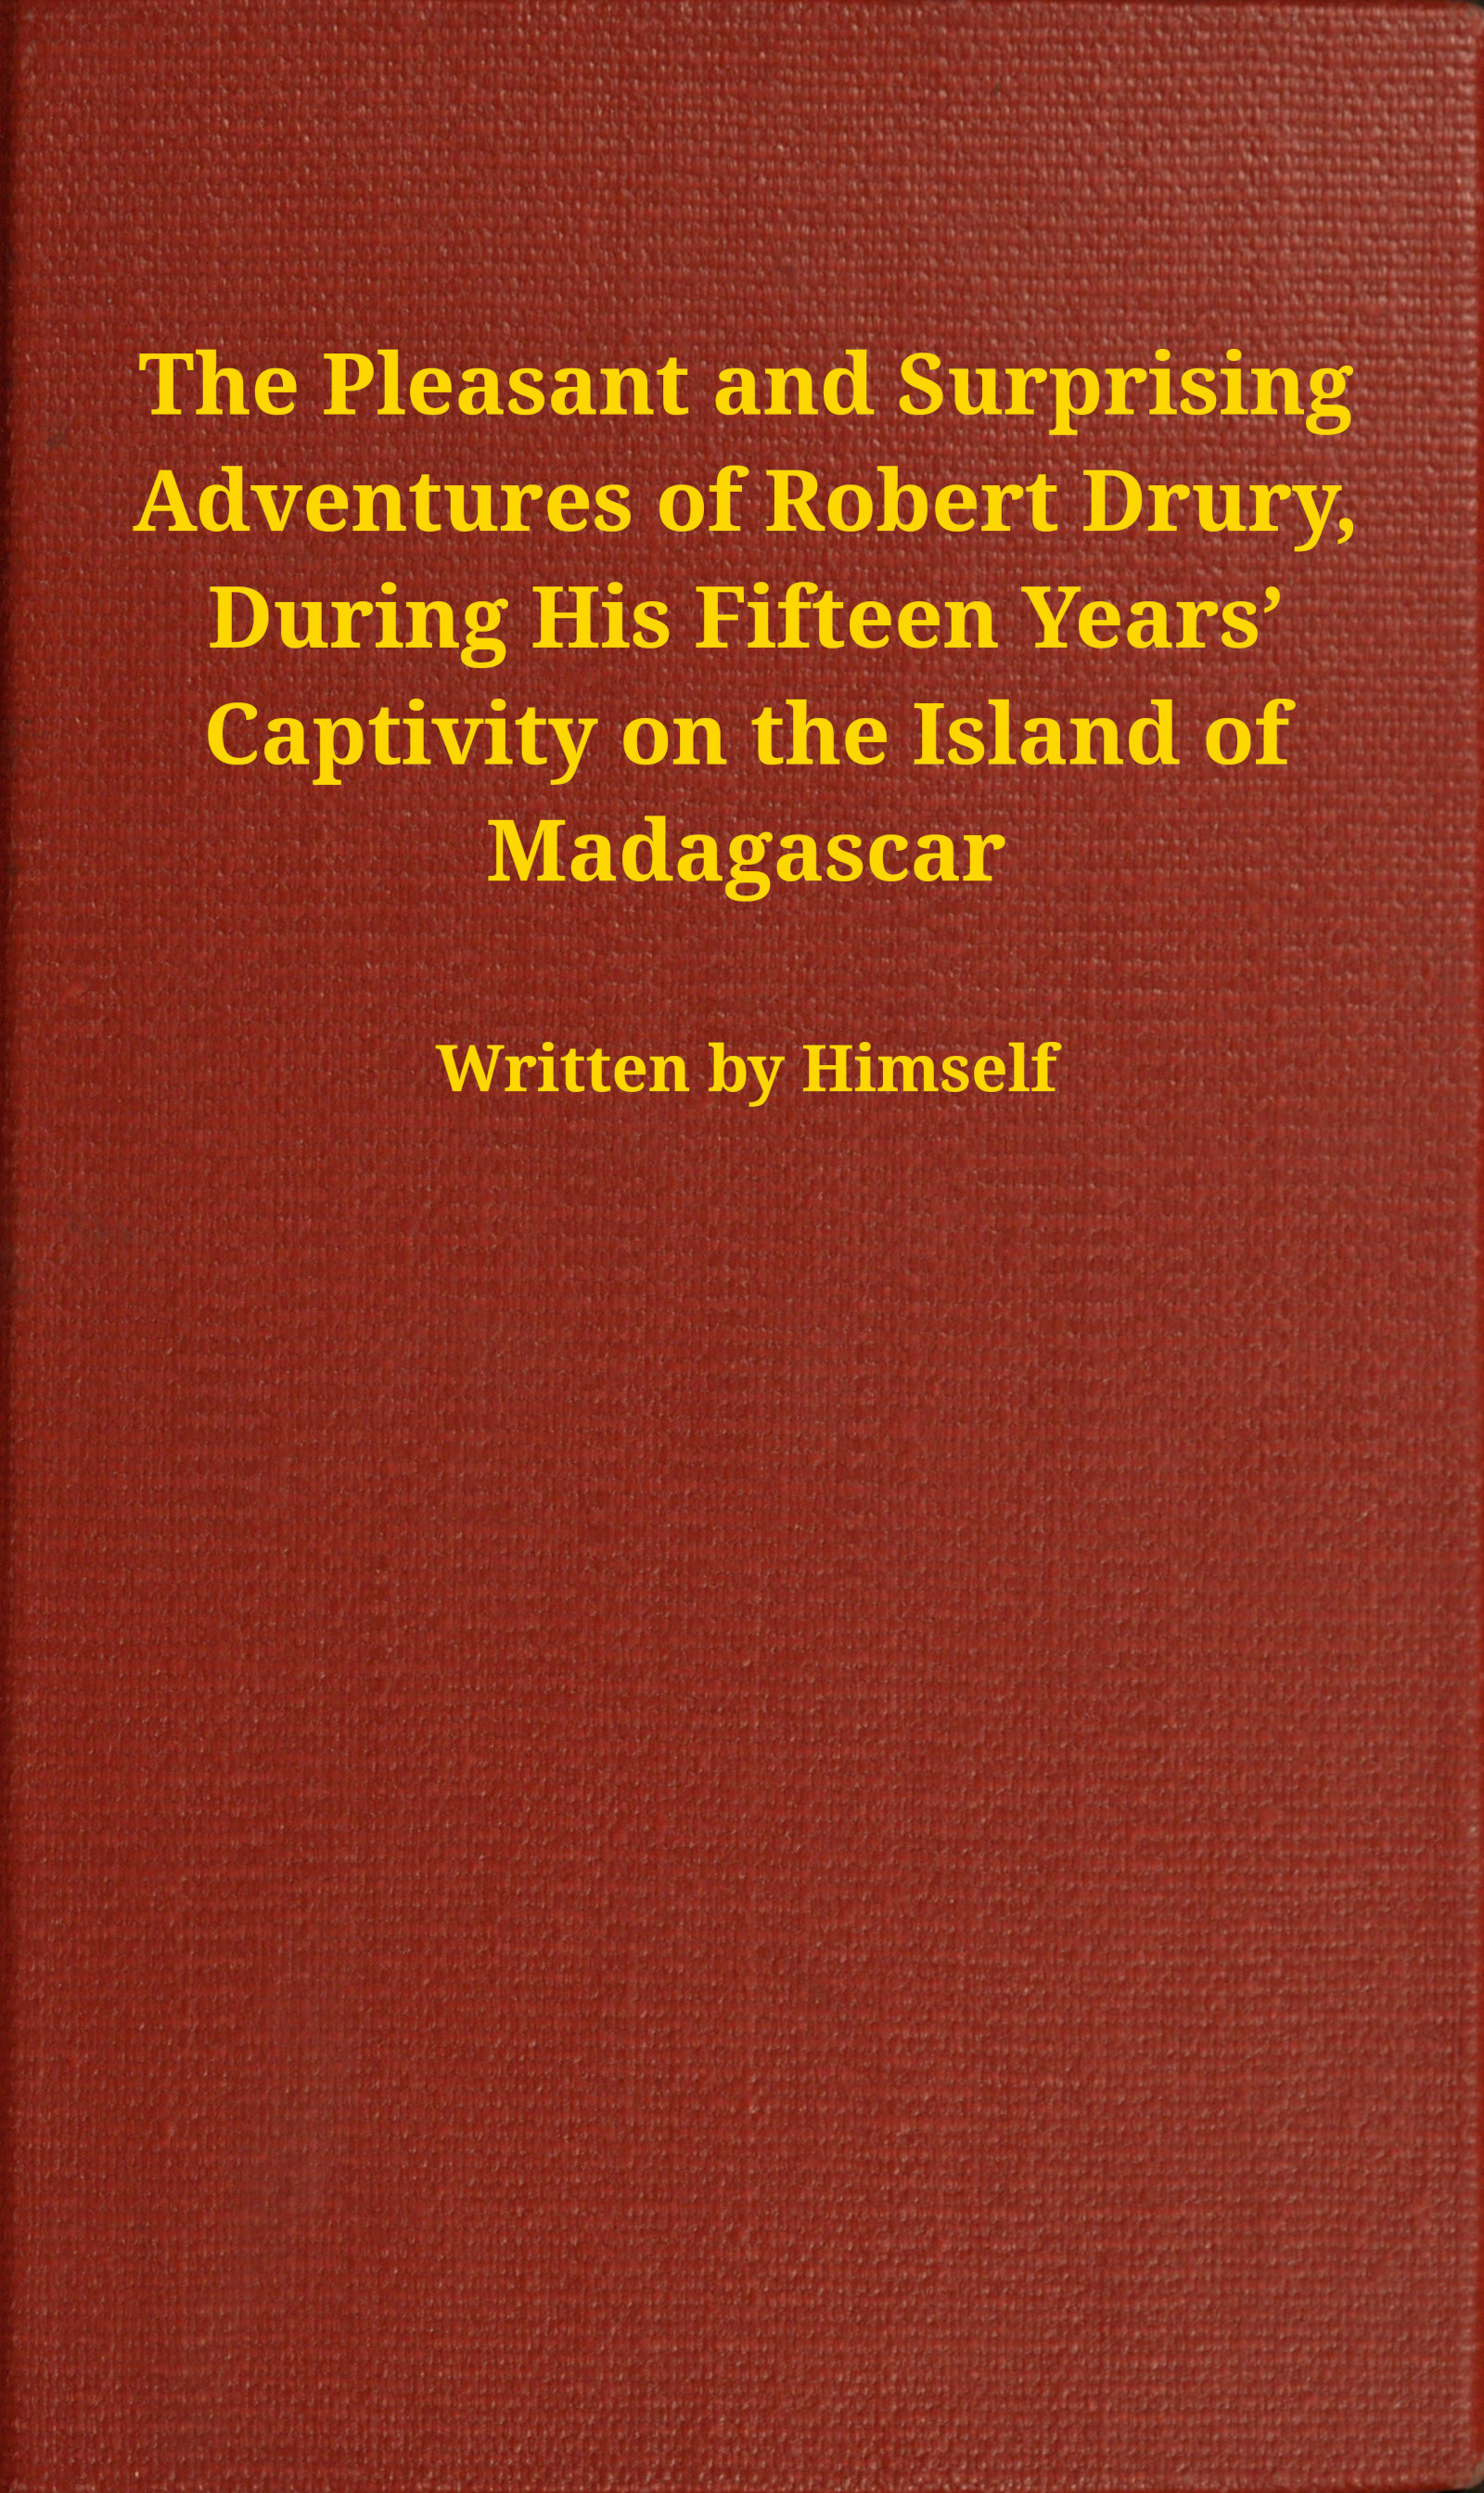 The Pleasant and Surprising
Adventures of Robert Drury,
During His Fifteen Years’
Captivity on the Island of
Madagascar
Written by Himself